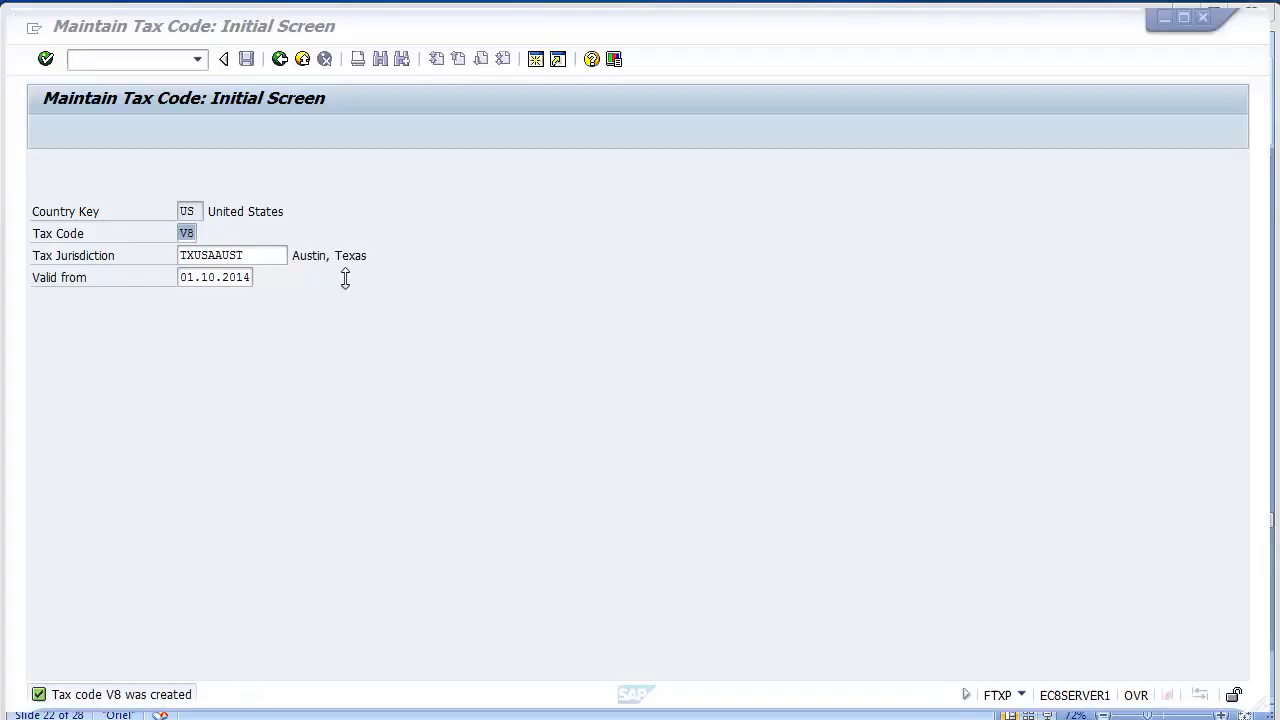 Maintain Tax Code: Initial Screen
Maintain Tax Code: Initial Screen
Country Key US United States
Tax Code V8
Tax Jurisdiction TXUSAAUST Austin, Texas
Valid from 01.10.2014
Tax code V8 was created SAP FTXP EC8SERVER1 OVR
Slide 22 of 28 "Oriel" 72%